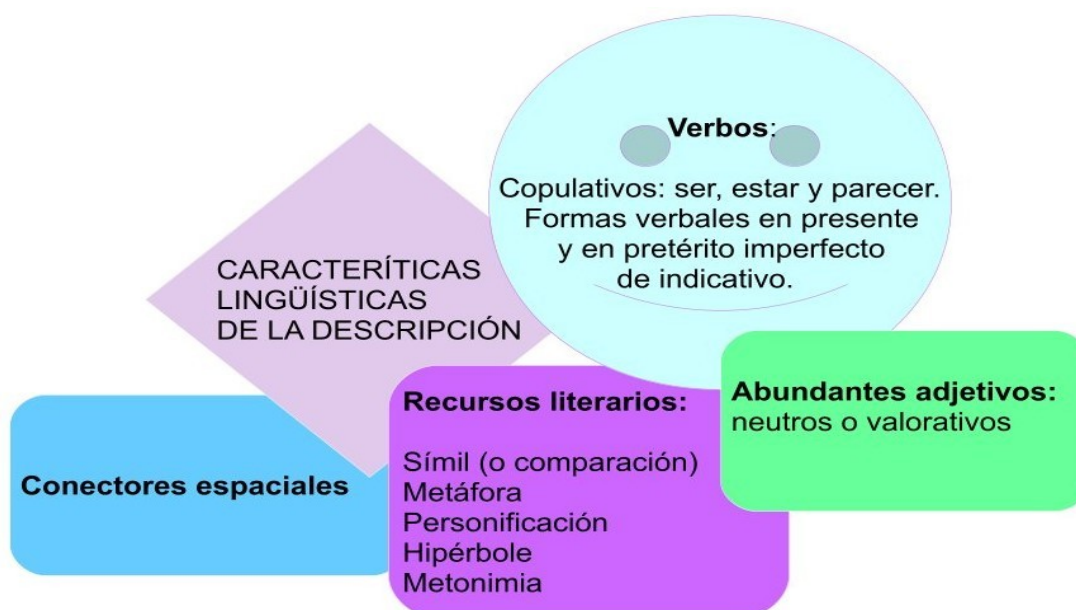 CARACTERÍTICAS
LINGÜÍSTICAS
DE LA DESCRIPCIÓN
Verbos:
Copulativos: ser, estar y parecer.
Formas verbales en presente
y en pretérito imperfecto
de indicativo.
Conectores espaciales
Recursos literarios:
Símil (o comparación)
Metáfora
Personificación
Hipérbole
Metonimia
Abundantes adjetivos:
neutros o valorativos